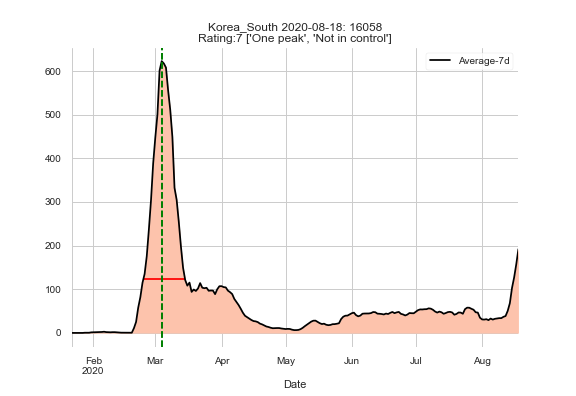 Korea_South 2020-08-18: 16058
Rating:7 ['One peak', 'Not in control']
Average-7d
600
500
400
300
200
100
0
Feb
2020
Mar
Apr
May
Jun
Jul
Aug
Date